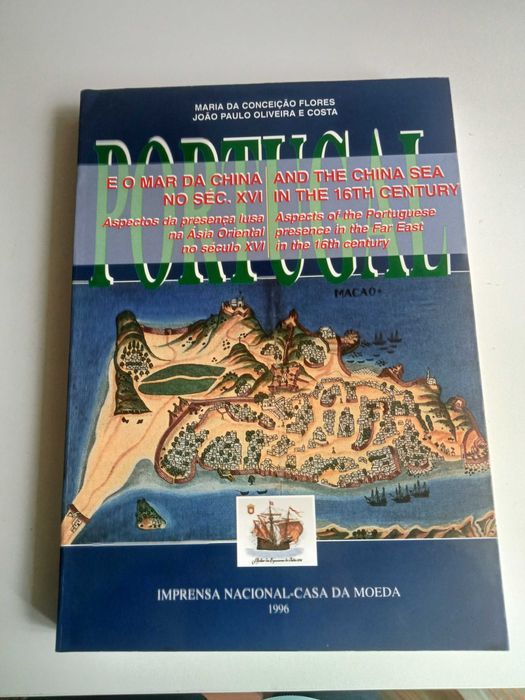 MARIA DA CONCEIÇÃO FLORES
JOÃO PAULO OLIVEIRA E COSTA
PORTUGAL
E O MAR DA CHINA
NO SÉC. XVI
Aspectos da presença lusa
na Asia Oriental
no século XVI
AND THE CHINA SEA
IN THE 16TH CENTURY
Aspects of the Portuguese
presence in the Far East
in the 16th century
MACAO
IMPRENSA NACIONAL-CASA DA MOEDA
1996